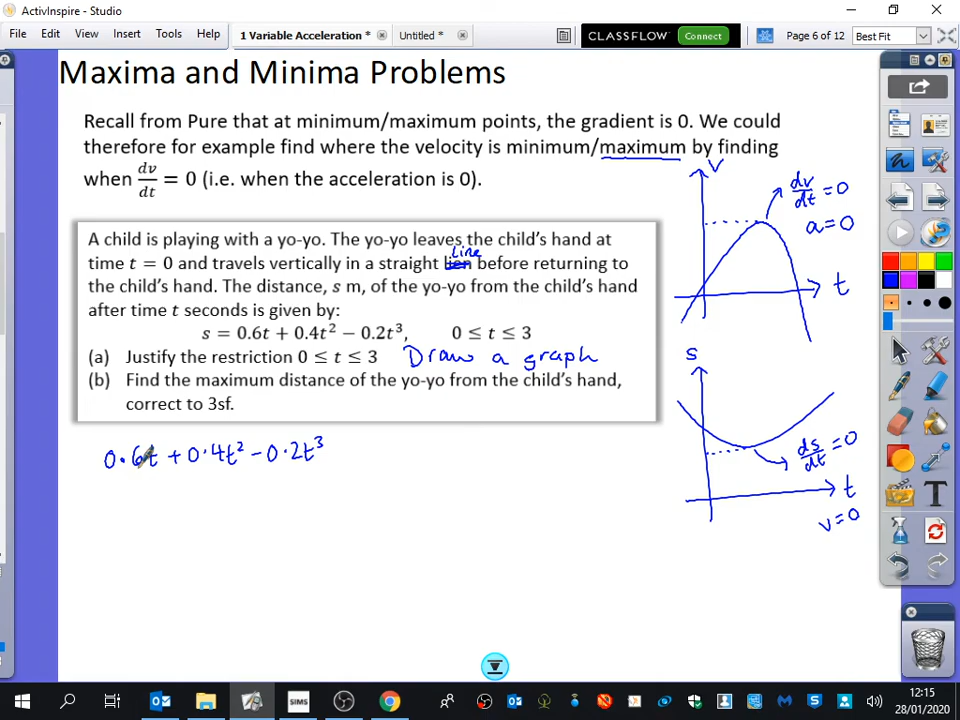 ActivInspire - Studio
File Edit View Insert Tools Help
1 Variable Acceleration *
Untitled *
CLASSFLOW Connect
Page 6 of 12
Best Fit
Maxima and Minima Problems
Recall from Pure that at minimum/maximum points, the gradient is 0. We could
therefore for example find where the velocity is minimum/maximum by finding
when dv/dt = 0 (i.e. when the acceleration is 0).
A child is playing with a yo-yo. The yo-yo leaves the child's hand at
Line
time t = 0 and travels vertically in a straight lien before returning to
the child's hand. The distance, s m, of the yo-yo from the child's hand
after time t seconds is given by:
s = 0.6t + 0.4t² − 0.2t³, 0 ≤ t ≤ 3
(a) Justify the restriction 0 ≤ t ≤ 3 Draw a graph
(b) Find the maximum distance of the yo-yo from the child's hand,
correct to 3sf.
0.6t + 0.4t² − 0.2t³
v
dv/dt = 0
a = 0
t
s
ds/dt = 0
t
v = 0
T
SIMS
12:15
28/01/2020